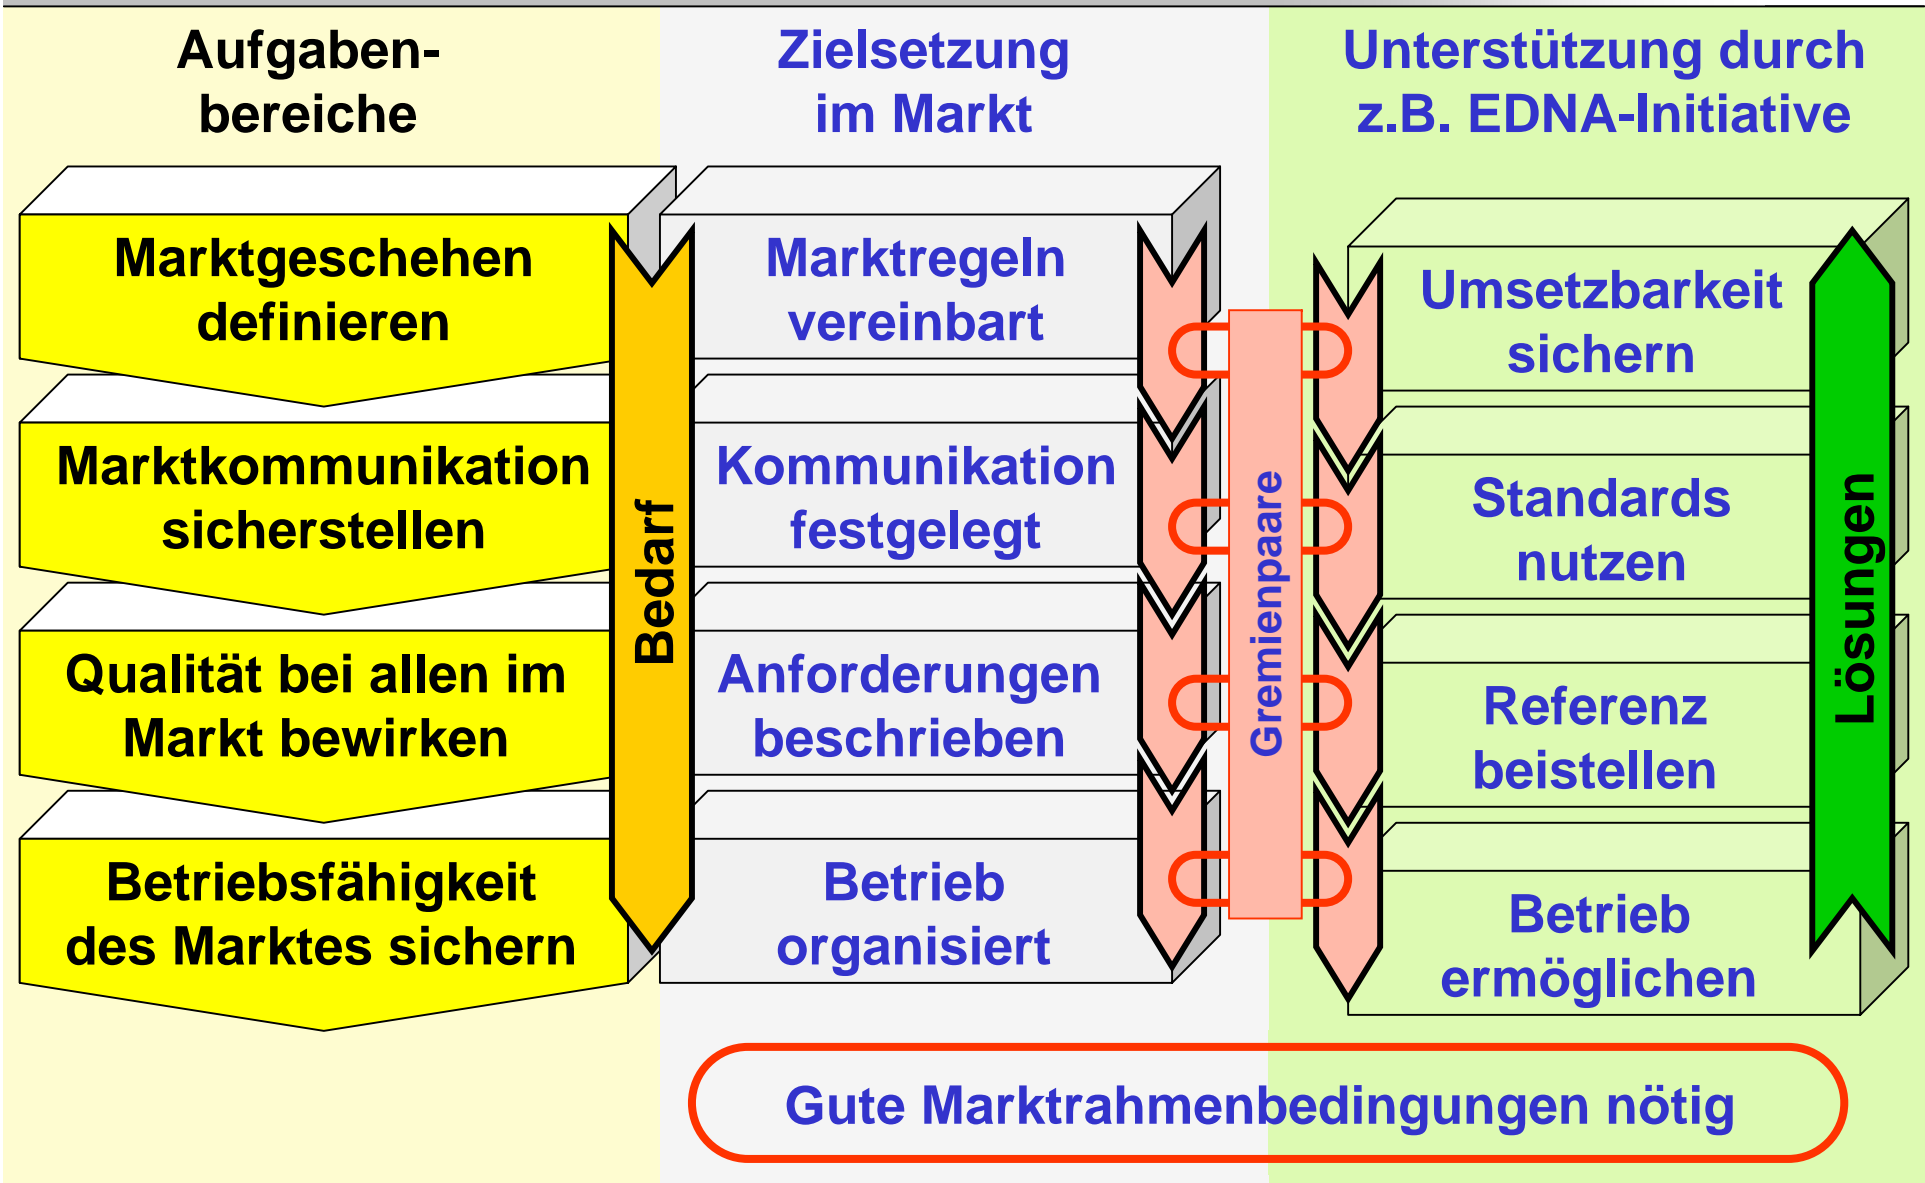 Aufgaben-
bereiche
Zielsetzung
im Markt
Unterstützung durch
z.B. EDNA-Initiative
Marktgeschehen
definieren
Marktkommunikation
sicherstellen
Qualität bei allen im
Markt bewirken
Betriebsfähigkeit
des Marktes sichern
Bedarf
Marktregeln
vereinbart
Kommunikation
festgelegt
Anforderungen
beschrieben
Betrieb
organisiert
Gremienpaare
Umsetzbarkeit
sichern
Standards
nutzen
Referenz
beistellen
Betrieb
ermöglichen
Lösungen
Gute Marktrahmenbedingungen nötig